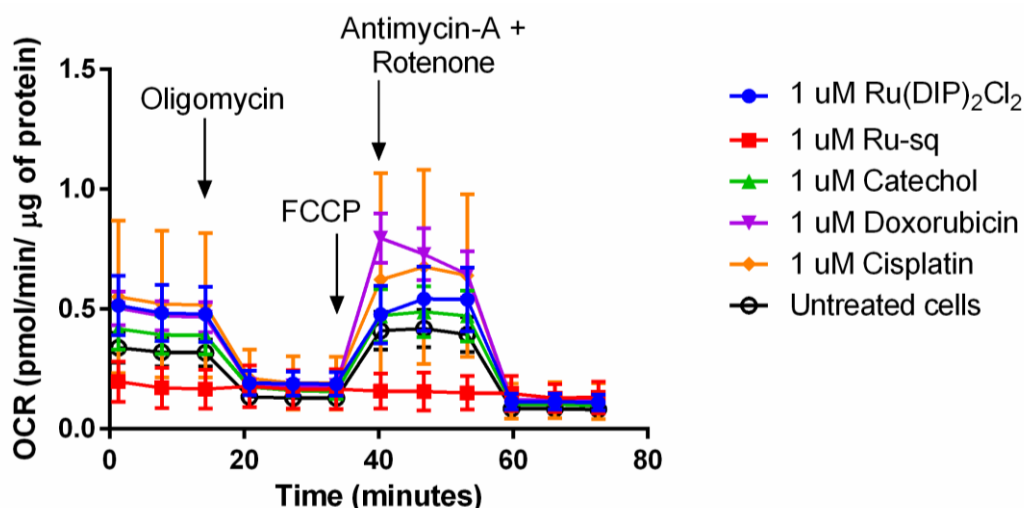 Antimycin-A +
Rotenone
Oligomycin
FCCP
OCR (pmol/min/ μg of protein)
1.5
1.0
0.5
0.0
0 20 40 60 80
Time (minutes)
1 uM Ru(DIP)₂Cl₂
1 uM Ru-sq
1 uM Catechol
1 uM Doxorubicin
1 uM Cisplatin
Untreated cells